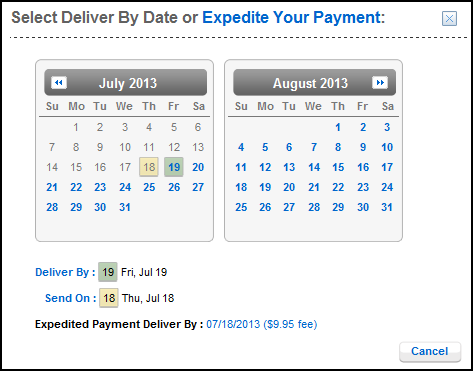 Select Deliver By Date or Expedite Your Payment:
July 2013
Su Mo Tu We Th Fr Sa
1 2 3 4 5 6
7 8 9 10 11 12 13
14 15 16 17 18 19 20
21 22 23 24 25 26 27
28 29 30 31
August 2013
Su Mo Tu We Th Fr Sa
1 2 3
4 5 6 7 8 9 10
11 12 13 14 15 16 17
18 19 20 21 22 23 24
25 26 27 28 29 30 31
Deliver By : 19 Fri, Jul 19
Send On : 18 Thu, Jul 18
Expedited Payment Deliver By : 07/18/2013 ($9.95 fee)
Cancel